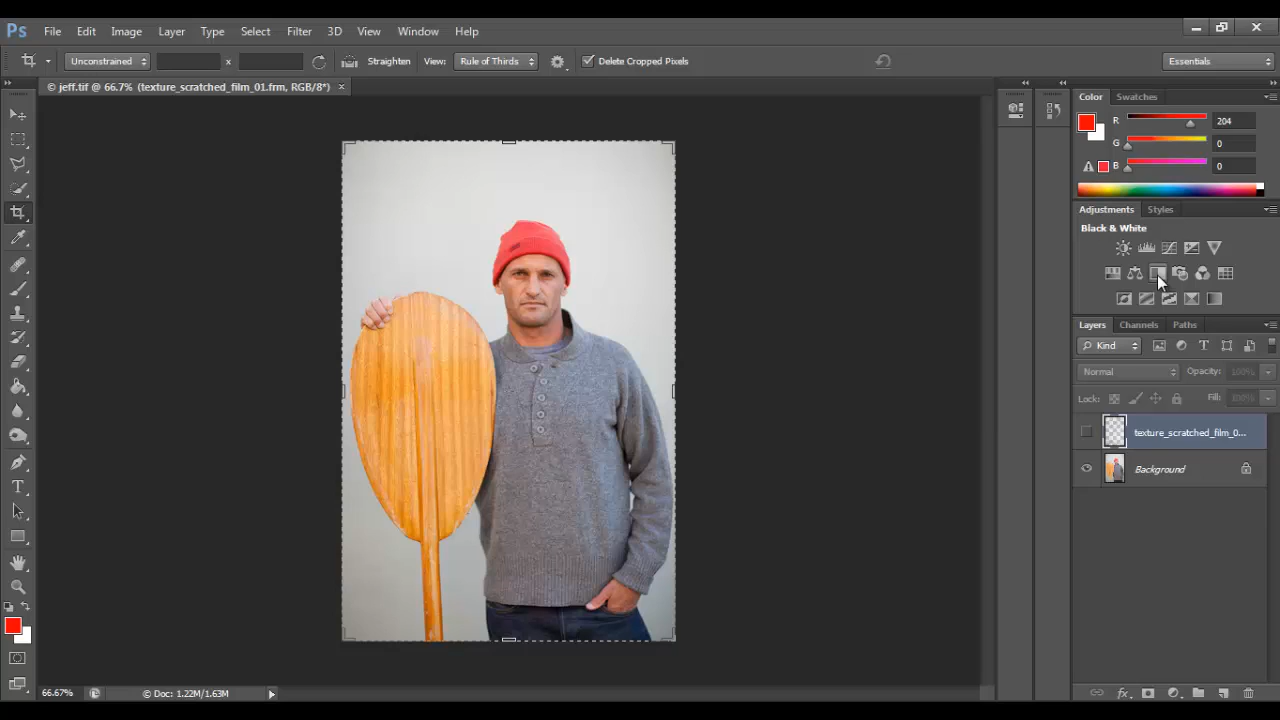 Ps File Edit Image Layer Type Select Filter 3D View Window Help
Unconstrained x Straighten View: Rule of Thirds Delete Cropped Pixels Essentials
© jeff.tif @ 66.7% (texture_scratched_film_01.frm, RGB/8*) ×
Color Swatches
R 204
G 0
B 0
Adjustments Styles
Black & White
Layers Channels Paths
Kind
Normal Opacity: 100%
Lock: Fill: 100%
texture_scratched_film_0...
Background
66.67% © Doc: 1.22M/1.63M